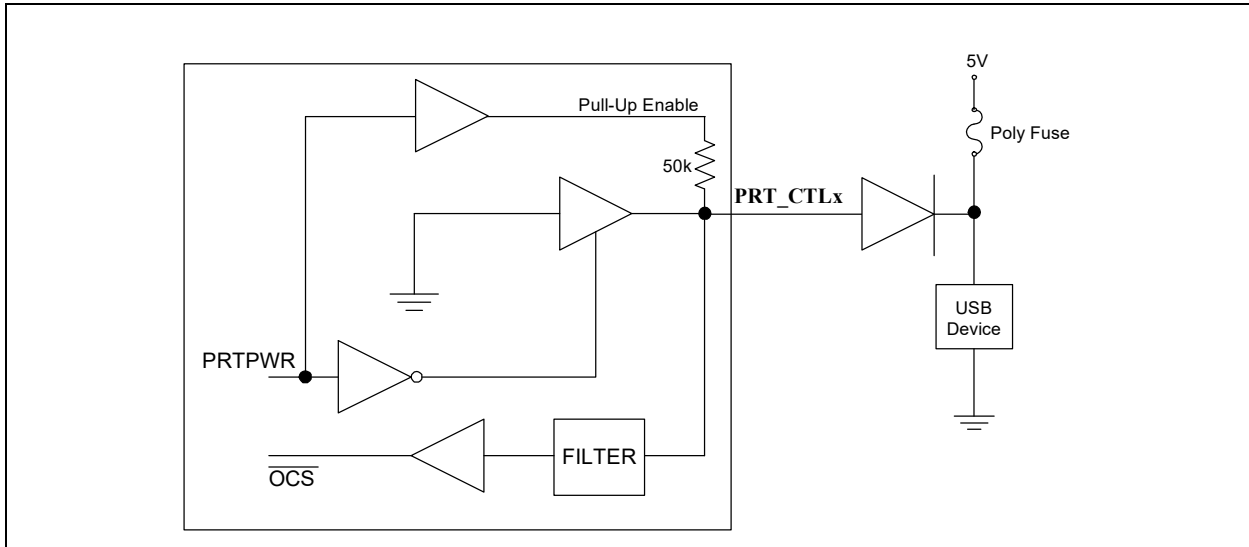 5V
Poly Fuse
Pull-Up Enable
50k
PRT_CTLx
USB
Device
PRTPWR
FILTER
OCS